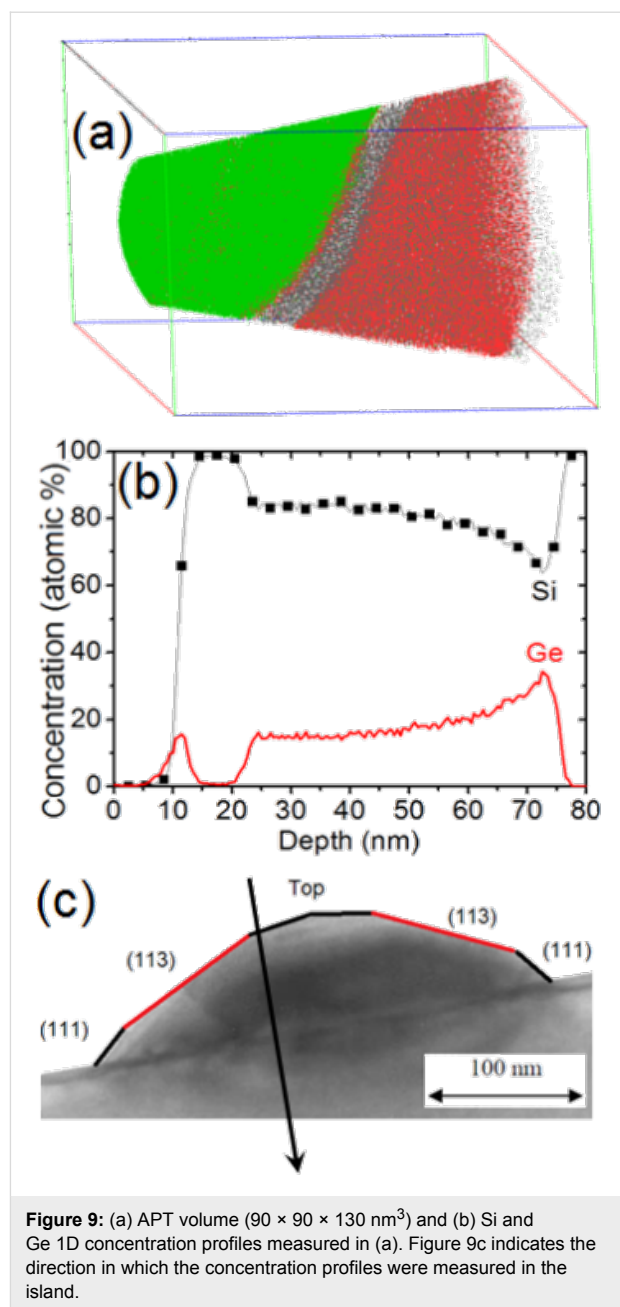 (a)
100
(b)
80
60
Si
40
Ge
20
0
0 10 20 30 40 50 60 70 80
Concentration (atomic %)
Depth (nm)
(c)
Top
(113)
(113)
(111)
(111)
100 nm
Figure 9: (a) APT volume (90 × 90 × 130 nm³) and (b) Si and
Ge 1D concentration profiles measured in (a). Figure 9c indicates the
direction in which the concentration profiles were measured in the
island.